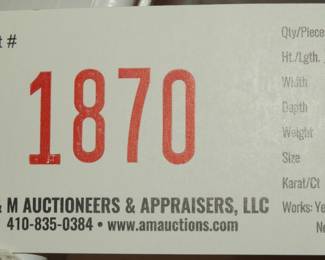 t #
1870
& M AUCTIONEERS & APPRAISERS, LLC
410-835-0384 • www.amauctions.com
Qty/Piece
Ht./Lgth.
Width
Depth
Weight
Size
Karat/Ct
Works: Ye
N